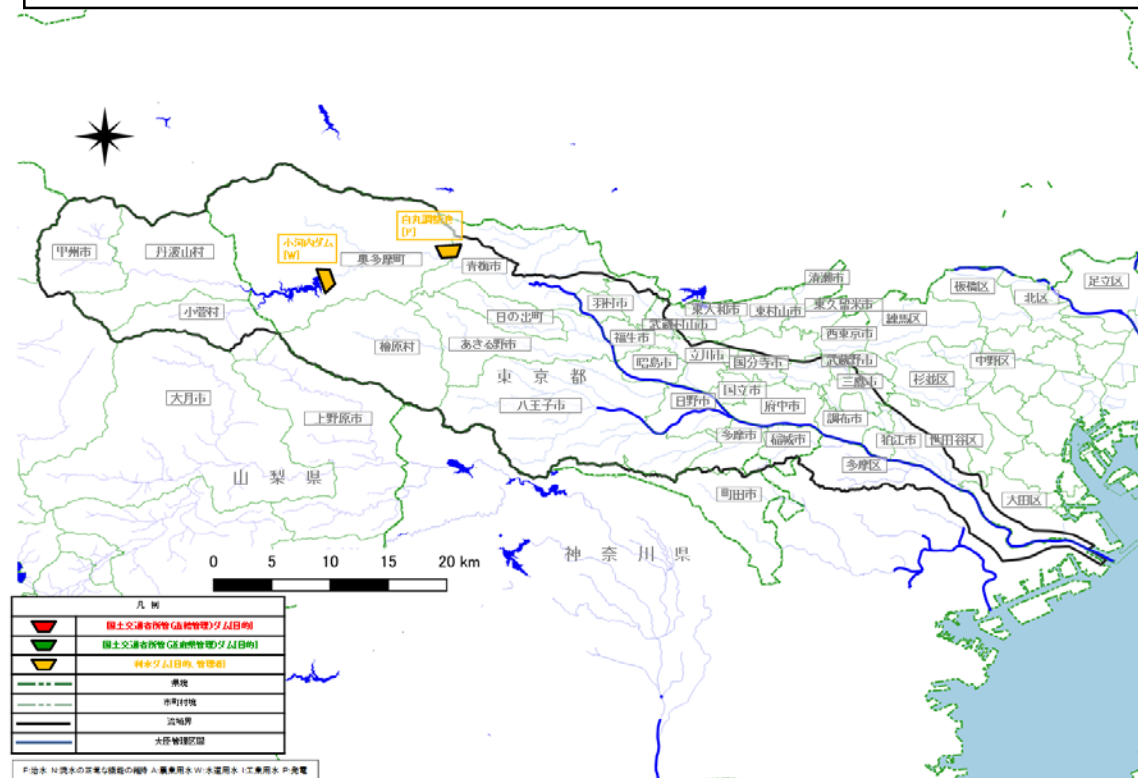 白丸調整池
[P]
小河内ダム
[W]
甲州市
丹波山村
奥多摩町
青梅市
清瀬市
板橋区
足立区
北区
小菅村
羽村市
東大和市
東村山市
東久留米市
練馬区
日の出町
武蔵村山市
福生市
西東京市
檜原村
あきる野市
昭島市
立川市
国分寺市
武蔵野市
中野区
東京都
三鷹市
杉並区
大月市
国立市
八王子市
日野市
府中市
上野原市
調布市
多摩市
稲城市
狛江市
世田谷区
多摩区
山梨県
町田市
大田区
神奈川県
0 5 10 15 20 km
凡例
国土交通省所管(直轄管理)ダム[目的]
国土交通省所管(道府県管理)ダム[目的]
利水ダム[目的、管理者]
県境
市町村境
流域界
大臣管理区間
F:治水 N:流水の正常な機能の維持 A:農業用水 W:水道用水 I:工業用水 P:発電